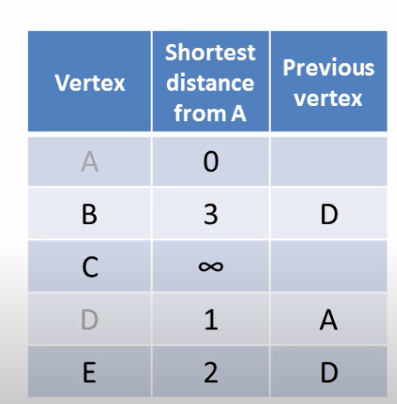 Vertex Shortest distance from A Previous vertex
A 0
B 3 D
C ∞
D 1 A
E 2 D